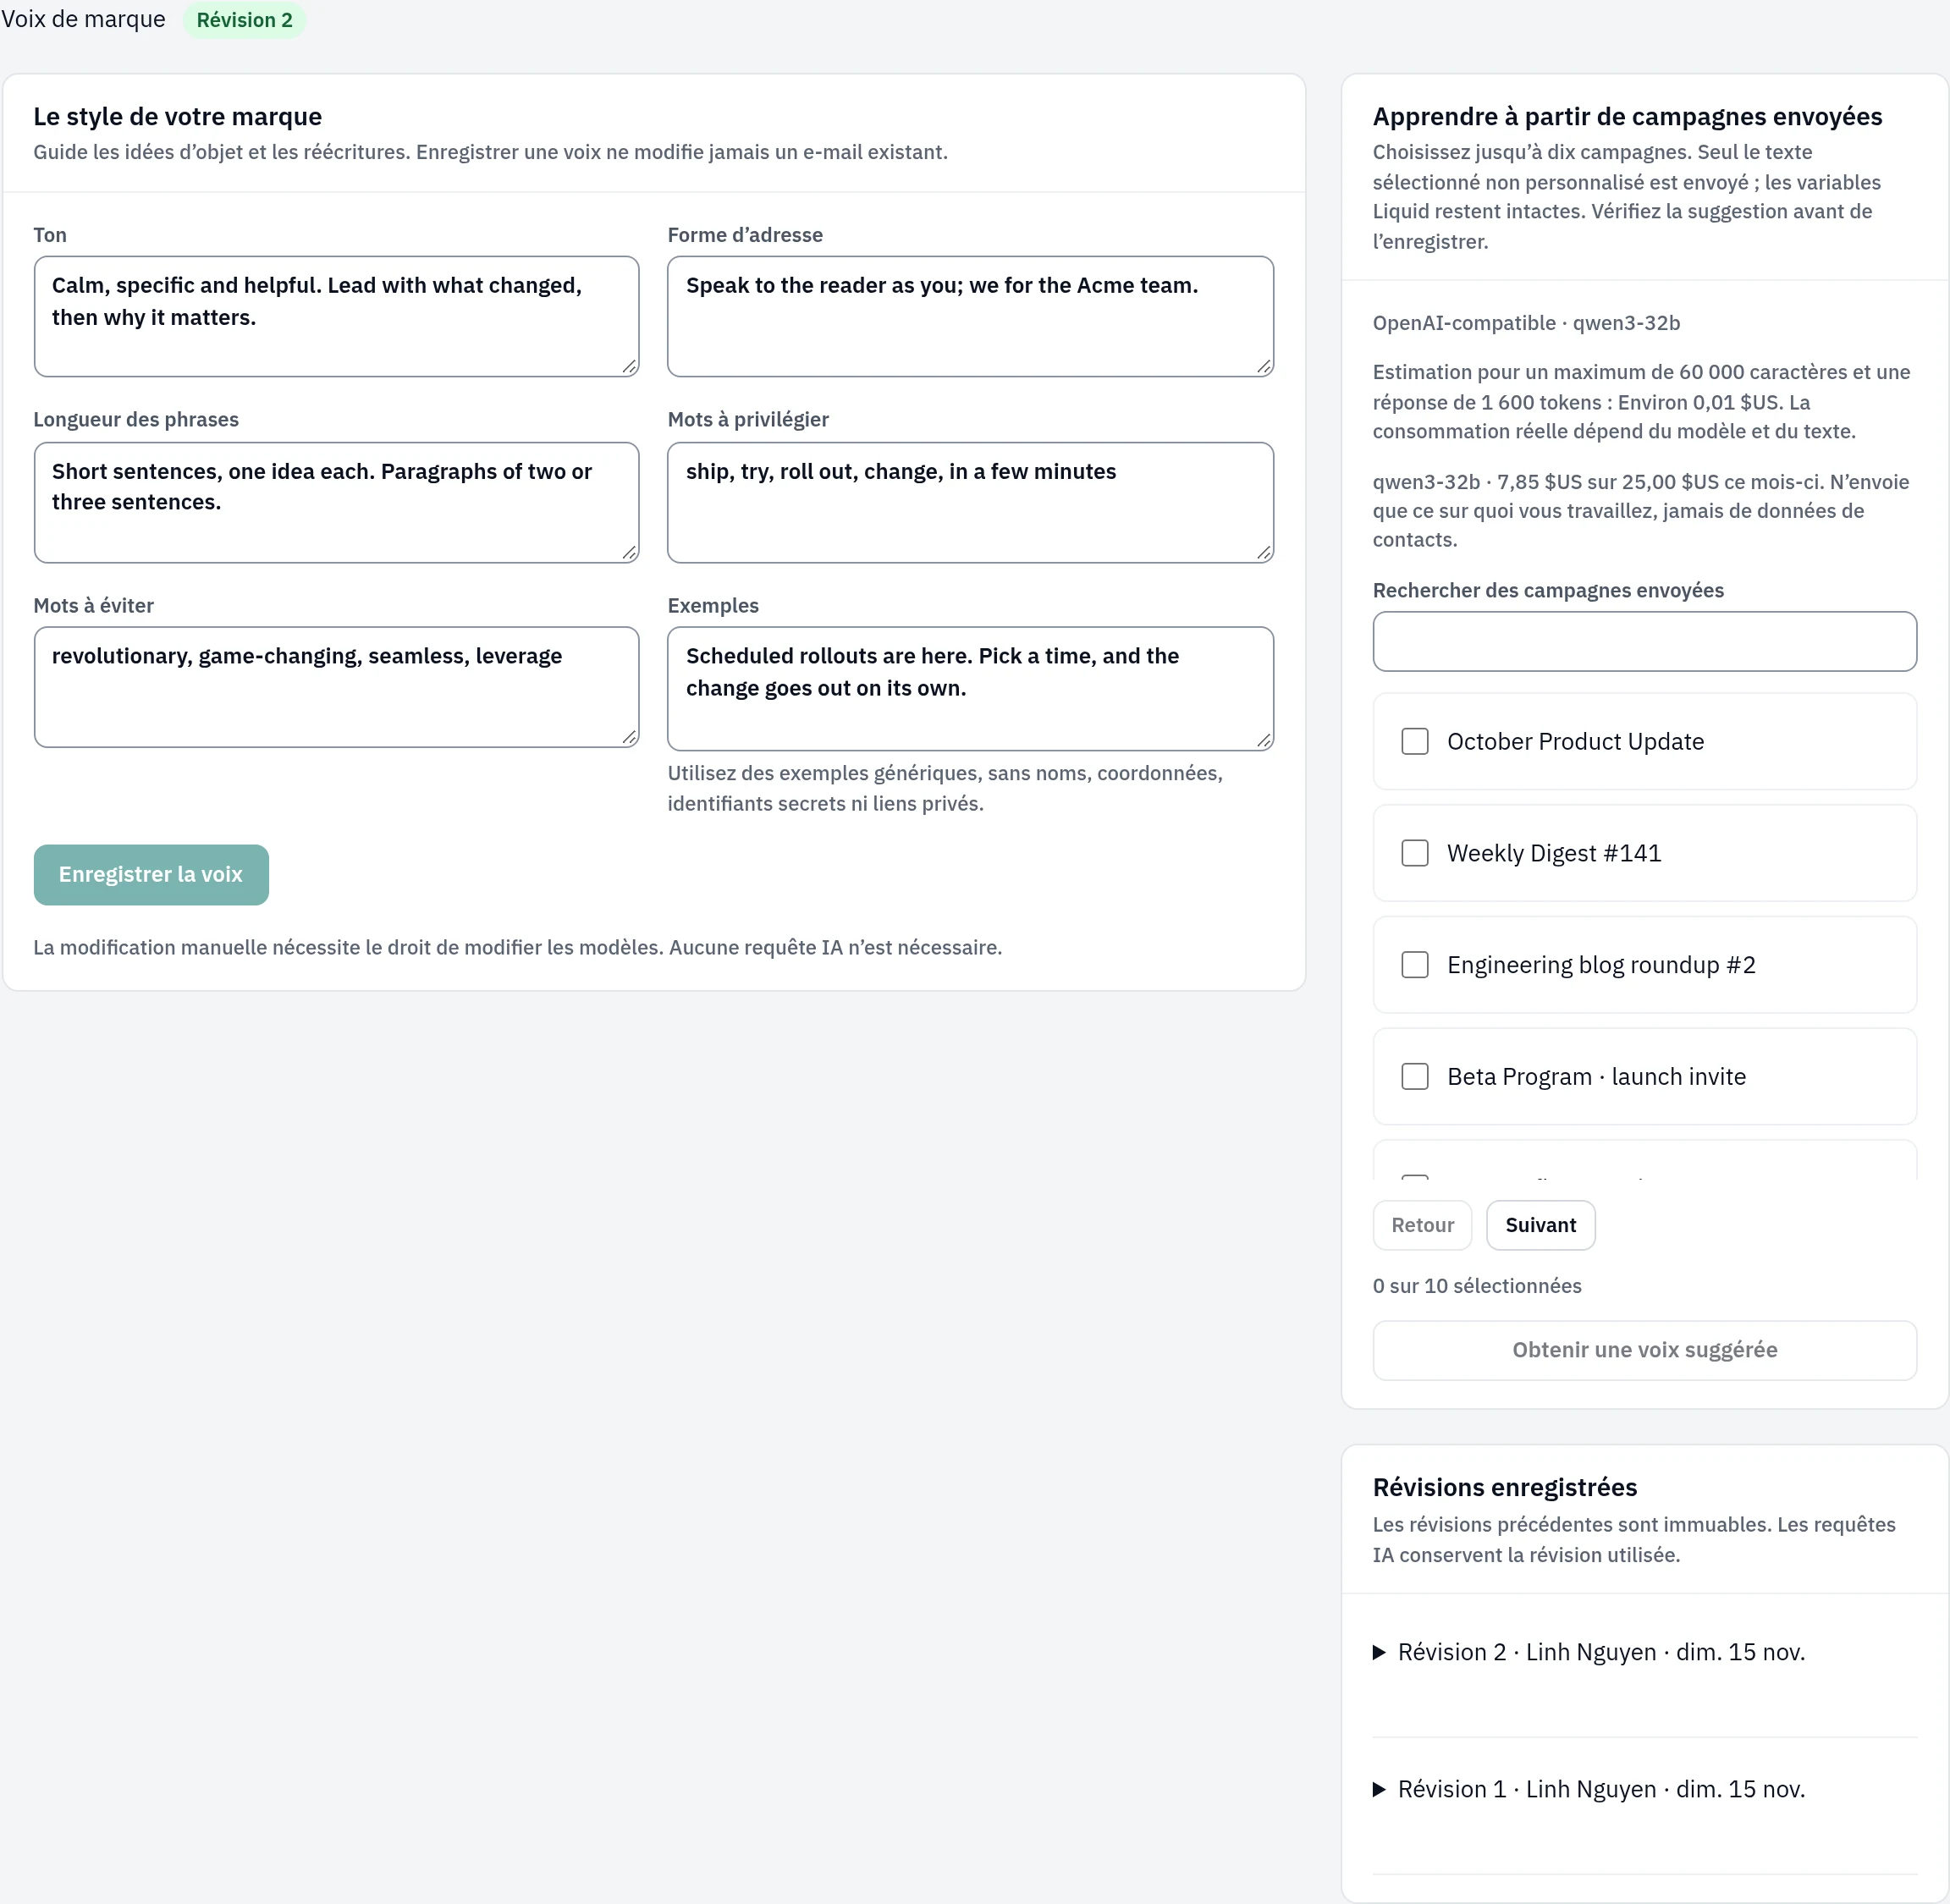 Voix de marque
Révision 2
Le style de votre marque
Guide les idées d’objet et les réécritures. Enregistrer une voix ne modifie jamais un e-mail existant.
Ton
Calm, specific and helpful. Lead with what changed,
then why it matters.
Forme d’adresse
Speak to the reader as you; we for the Acme team.
Longueur des phrases
Short sentences, one idea each. Paragraphs of two or
three sentences.
Mots à privilégier
ship, try, roll out, change, in a few minutes
Mots à éviter
revolutionary, game-changing, seamless, leverage
Exemples
Scheduled rollouts are here. Pick a time, and the
change goes out on its own.
Utilisez des exemples génériques, sans noms, coordonnées,
identifiants secrets ni liens privés.
Enregistrer la voix
La modification manuelle nécessite le droit de modifier les modèles. Aucune requête IA n’est nécessaire.
Apprendre à partir de campagnes envoyées
Choisissez jusqu’à dix campagnes. Seul le texte
sélectionné non personnalisé est envoyé ; les variables
Liquid restent intactes. Vérifiez la suggestion avant de
l’enregistrer.
OpenAI-compatible · qwen3-32b
Estimation pour un maximum de 60 000 caractères et une
réponse de 1 600 tokens : Environ 0,01 $US. La
consommation réelle dépend du modèle et du texte.
qwen3-32b · 7,85 $US sur 25,00 $US ce mois-ci. N’envoie
que ce sur quoi vous travaillez, jamais de données de
contacts.
Rechercher des campagnes envoyées
October Product Update
Weekly Digest #141
Engineering blog roundup #2
Beta Program · launch invite
Retour
Suivant
0 sur 10 sélectionnées
Obtenir une voix suggérée
Révisions enregistrées
Les révisions précédentes sont immuables. Les requêtes
IA conservent la révision utilisée.
Révision 2 · Linh Nguyen · dim. 15 nov.
Révision 1 · Linh Nguyen · dim. 15 nov.